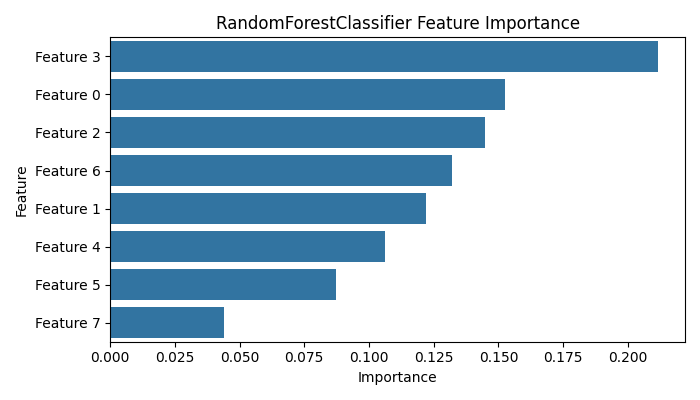 RandomForestClassifier Feature Importance
Feature 3
Feature 0
Feature 2
Feature 6
Feature 1
Feature 4
Feature 5
Feature 7
Feature
0.000 0.025 0.050 0.075 0.100 0.125 0.150 0.175 0.200
Importance